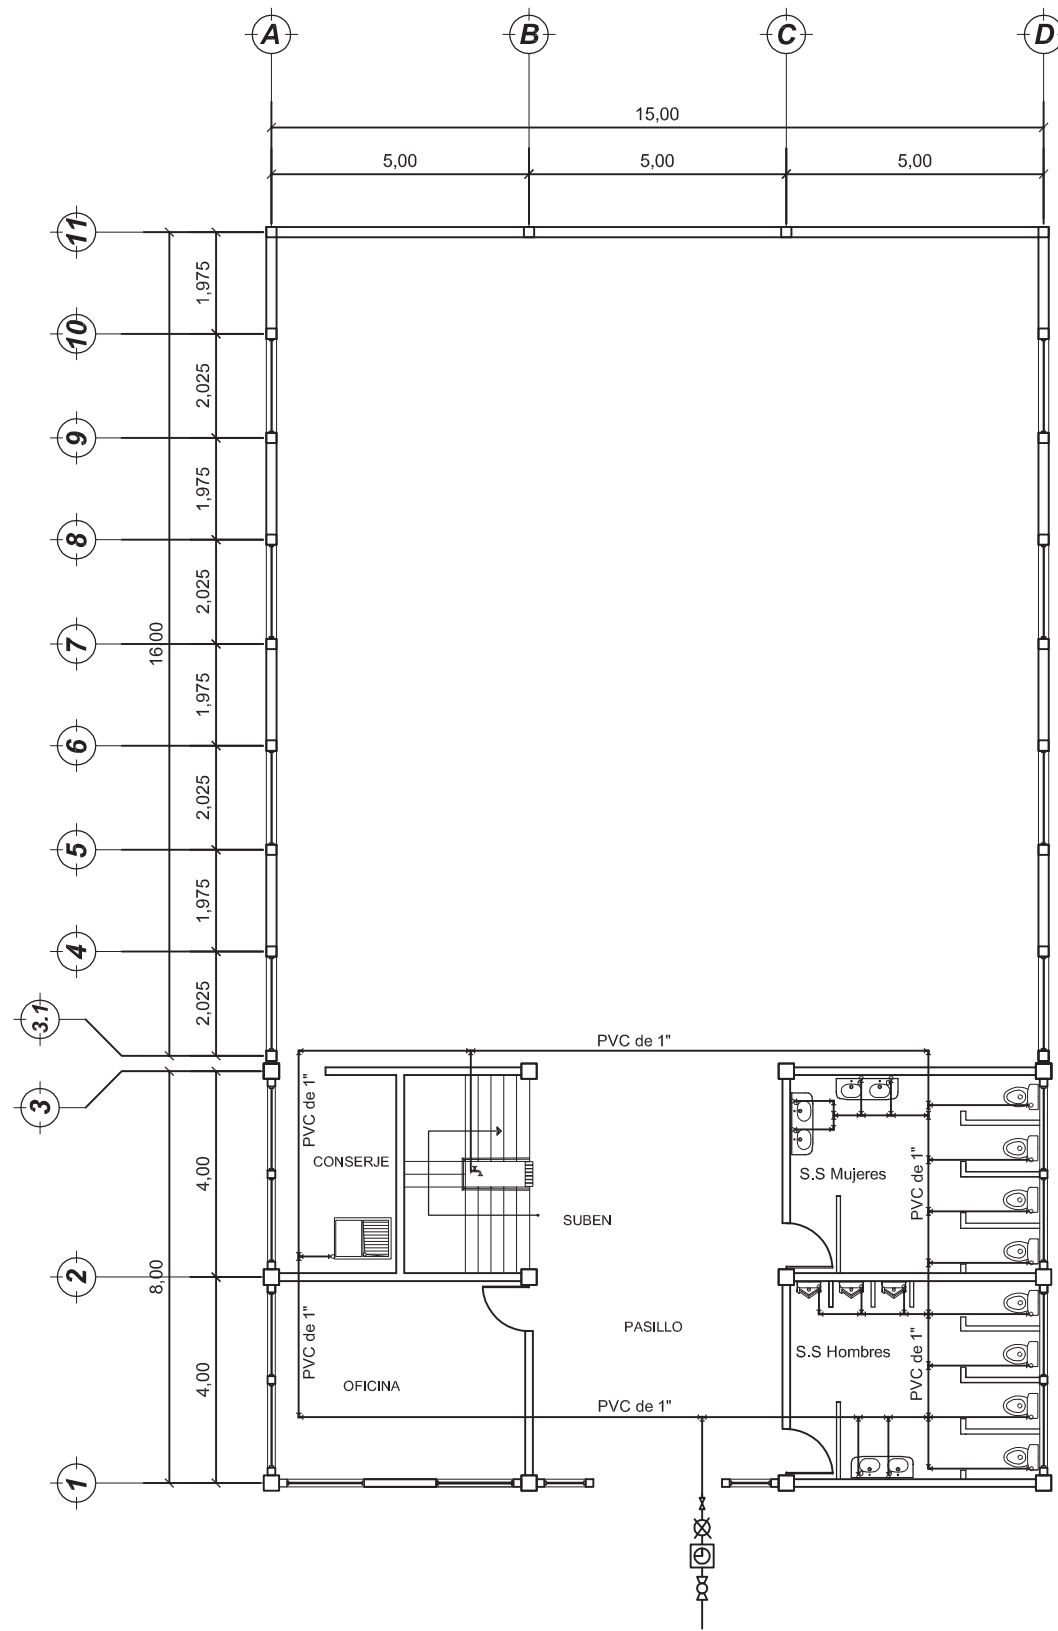 A
B
C
D
15,00
5,00
5,00
5,00
11
1,975
10
2,025
9
1,975
8
2,025
16,00
7
1,975
6
2,025
5
1,975
4
2,025
3.1
3
PVC de 1"
PVC de 1"
CONSERJE
4,00
S.S Mujeres
PVC de 1"
SUBEN
2
8,00
PASILLO
PVC de 1"
S.S Hombres
PVC de 1"
4,00
OFICINA
PVC de 1"
1